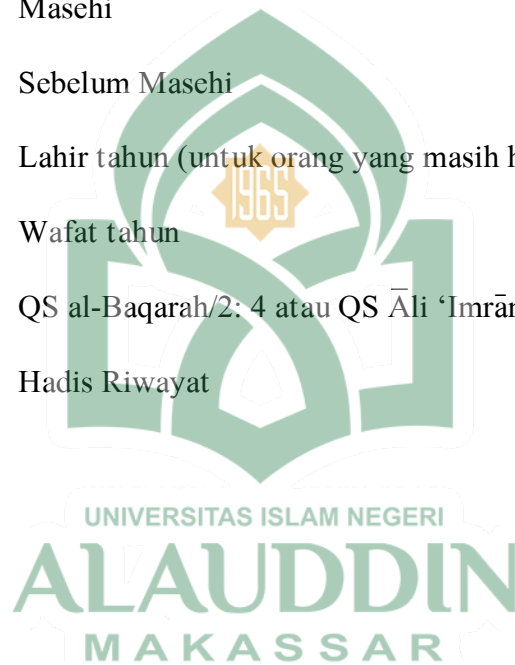 Masehi
Sebelum Masehi
Lahir tahun (untuk orang yang masih h
1965
Wafat tahun
QS al-Baqarah/2: 4 atau QS Āli ‘Imrān
Hadis Riwayat
UNIVERSITAS ISLAM NEGERI
ALAUDDIN
MAKASSAR